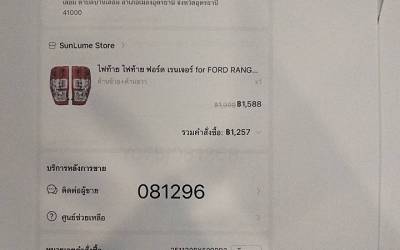 41000
SunLume Store >
ไฟท้าย ไฟท้าย ฟอร์ด เรนเจอร์ for FORD RANG...
x1
฿1,588
รวมคำสั่งซื้อ: ฿1,257
บริการหลังการขาย
ติดต่อผู้ขาย
081296
ศูนย์ช่วยเหลือ